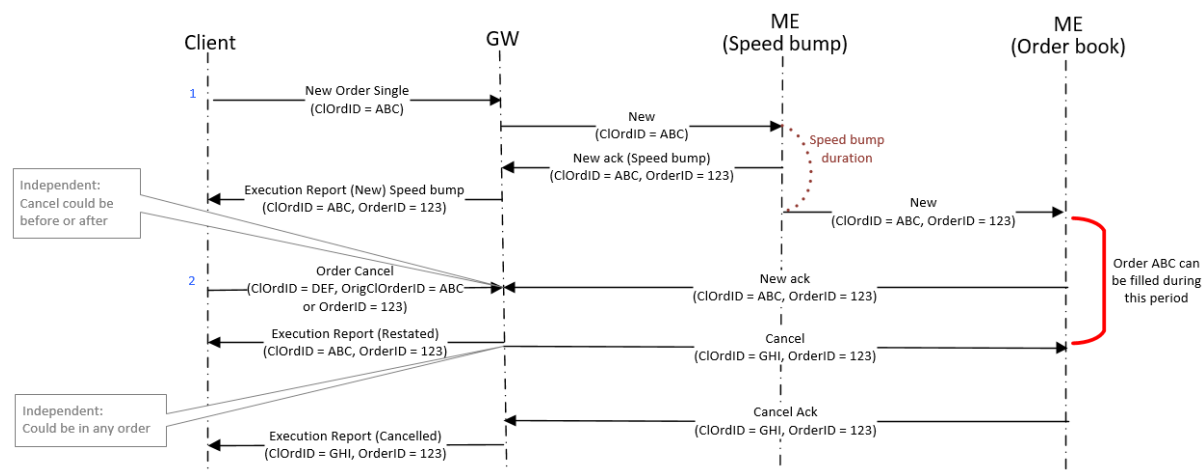 Client
GW
ME
(Speed bump)
ME
(Order book)
1
New Order Single
(ClOrdID = ABC)
New
(ClOrdID = ABC)
Speed bump
duration
New ack (Speed bump)
(ClOrdID = ABC, OrderID = 123)
Independent:
Cancel could be
before or after
Execution Report (New) Speed bump
(ClOrdID = ABC, OrderID = 123)
New
(ClOrdID = ABC, OrderID = 123)
2
Order Cancel
(ClOrdID = DEF, OrigClOrderID = ABC
or OrderID = 123)
New ack
(ClOrdID = ABC, OrderID = 123)
Order ABC can
be filled during
this period
Execution Report (Restated)
(ClOrdID = ABC, OrderID = 123)
Cancel
(ClOrdID = GHI, OrderID = 123)
Independent:
Could be in any order
Cancel Ack
(ClOrdID = GHI, OrderID = 123)
Execution Report (Cancelled)
(ClOrdID = GHI, OrderID = 123)